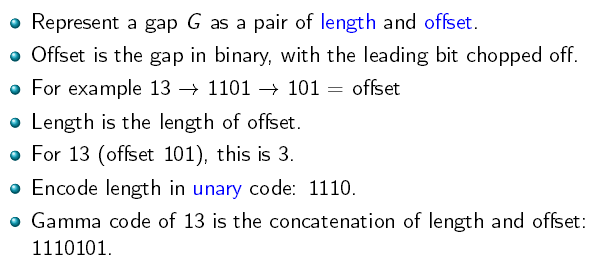 Represent a gap G as a pair of length and offset.
Offset is the gap in binary, with the leading bit chopped off.
For example 13 → 1101 → 101 = offset
Length is the length of offset.
For 13 (offset 101), this is 3.
Encode length in unary code: 1110.
Gamma code of 13 is the concatenation of length and offset:
1110101.